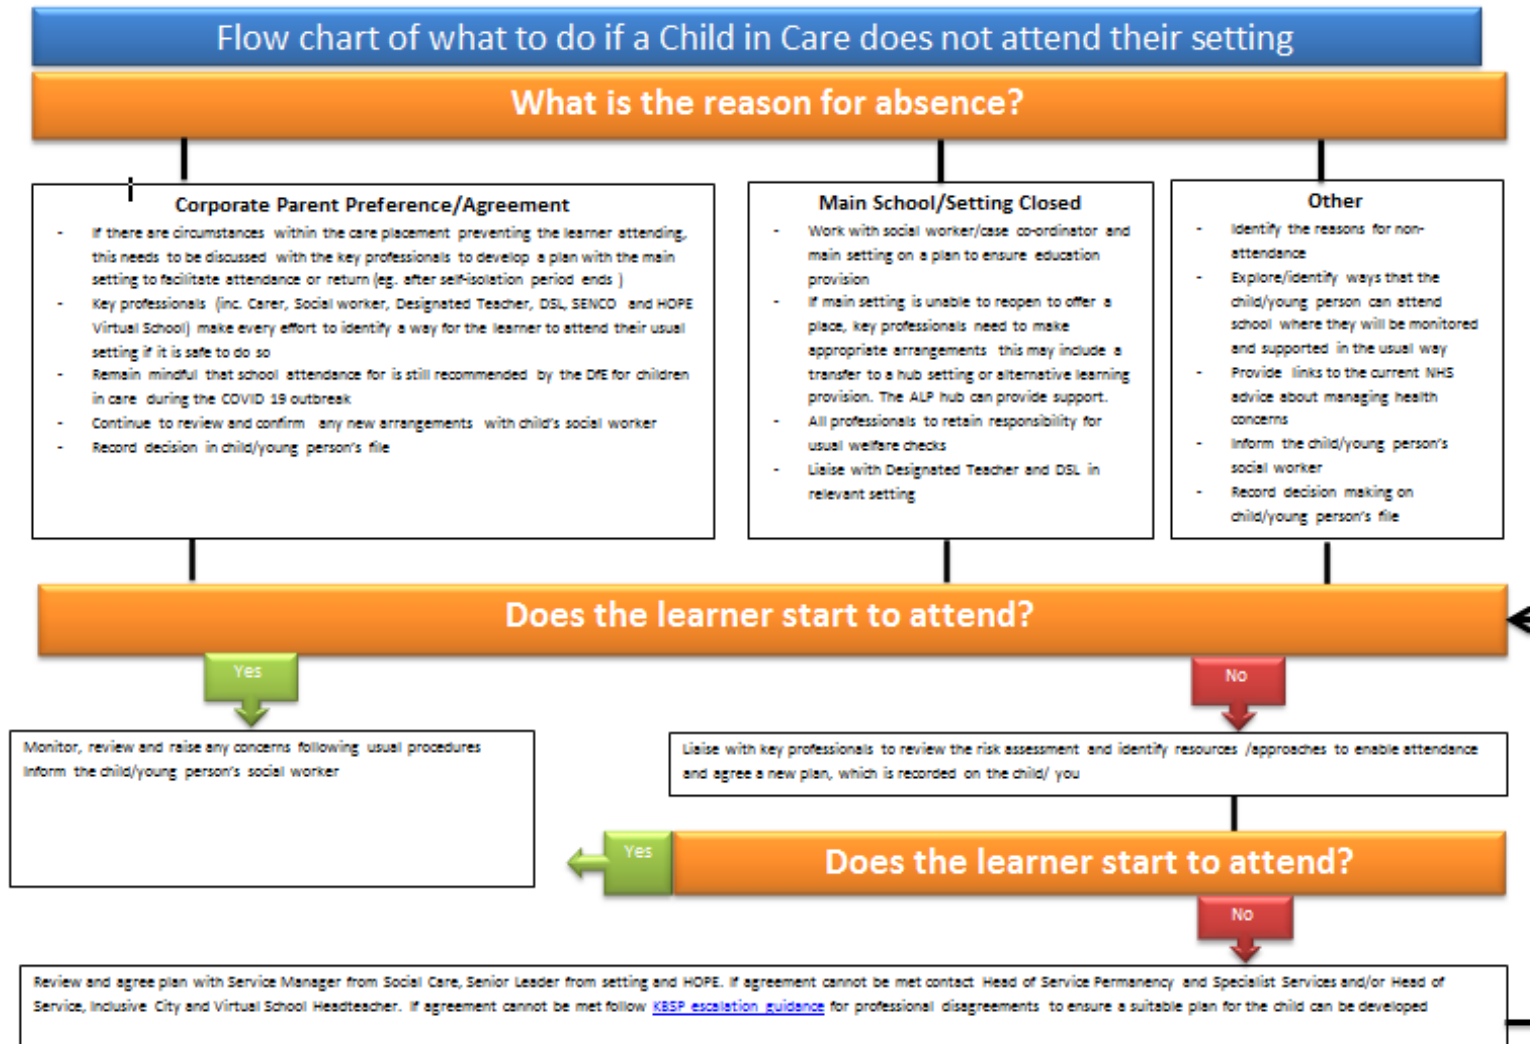 Flow chart of what to do if a Child in Care does not attend their setting
What is the reason for absence?
Corporate Parent Preference/Agreement
- If there are circumstances within the care placement preventing the learner attending,
this needs to be discussed with the key professionals to develop a plan with the main
setting to facilitate attendance or return (eg. after self-isolation period ends )
- Key professionals (inc. Carer, Social worker, Designated Teacher, DSL, SENCO and HOPE
Virtual School) make every effort to identify a way for the learner to attend their usual
setting if it is safe to do so
- Remain mindful that school attendance for is still recommended by the DfE for children
in care during the COVID 19 outbreak
- Continue to review and confirm any new arrangements with child's social worker
- Record decision in child/young person's file
Main School/Setting Closed
- Work with social worker/case co-ordinator and
main setting on a plan to ensure education
provision
- If main setting is unable to reopen to offer a
place, key professionals need to make
appropriate arrangements this may include a
transfer to a hub setting or alternative learning
provision. The ALP hub can provide support.
- All professionals to retain responsibility for
usual welfare checks
- Liaise with Designated Teacher and DSL in
relevant setting
Other
- Identify the reasons for non-
attendance
- Explore/identify ways that the
child/young person can attend
school where they will be monitored
and supported in the usual way
- Provide links to the current NHS
advice about managing health
concerns
- Inform the child/young person's
social worker
- Record decision making on
child/young person's file
Does the learner start to attend?
Yes
No
Monitor, review and raise any concerns following usual procedures
Inform the child/young person's social worker
Liaise with key professionals to review the risk assessment and identify resources /approaches to enable attendance
and agree a new plan, which is recorded on the child/ you
Yes
Does the learner start to attend?
No
Review and agree plan with Service Manager from Social Care, Senior Leader from setting and HOPE. If agreement cannot be met contact Head of Service Permanency and Specialist Services and/or Head of
Service, Inclusive City and Virtual School Headteacher. If agreement cannot be met follow KBSP escalation guidance for professional disagreements to ensure a suitable plan for the child can be developed